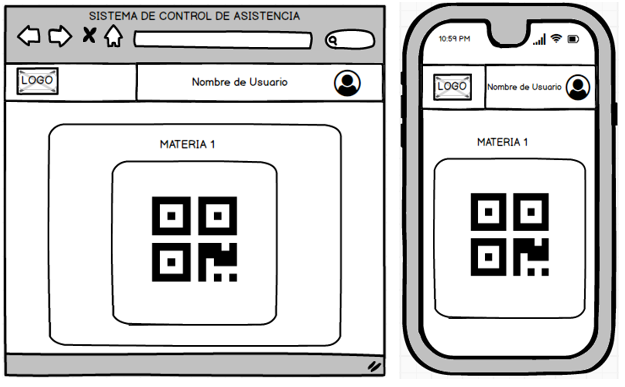 SISTEMA DE CONTROL DE ASISTENCIA
LOGO
Nombre de Usuario
MATERIA 1
10:59 PM
LOGO
Nombre de Usuario
MATERIA 1